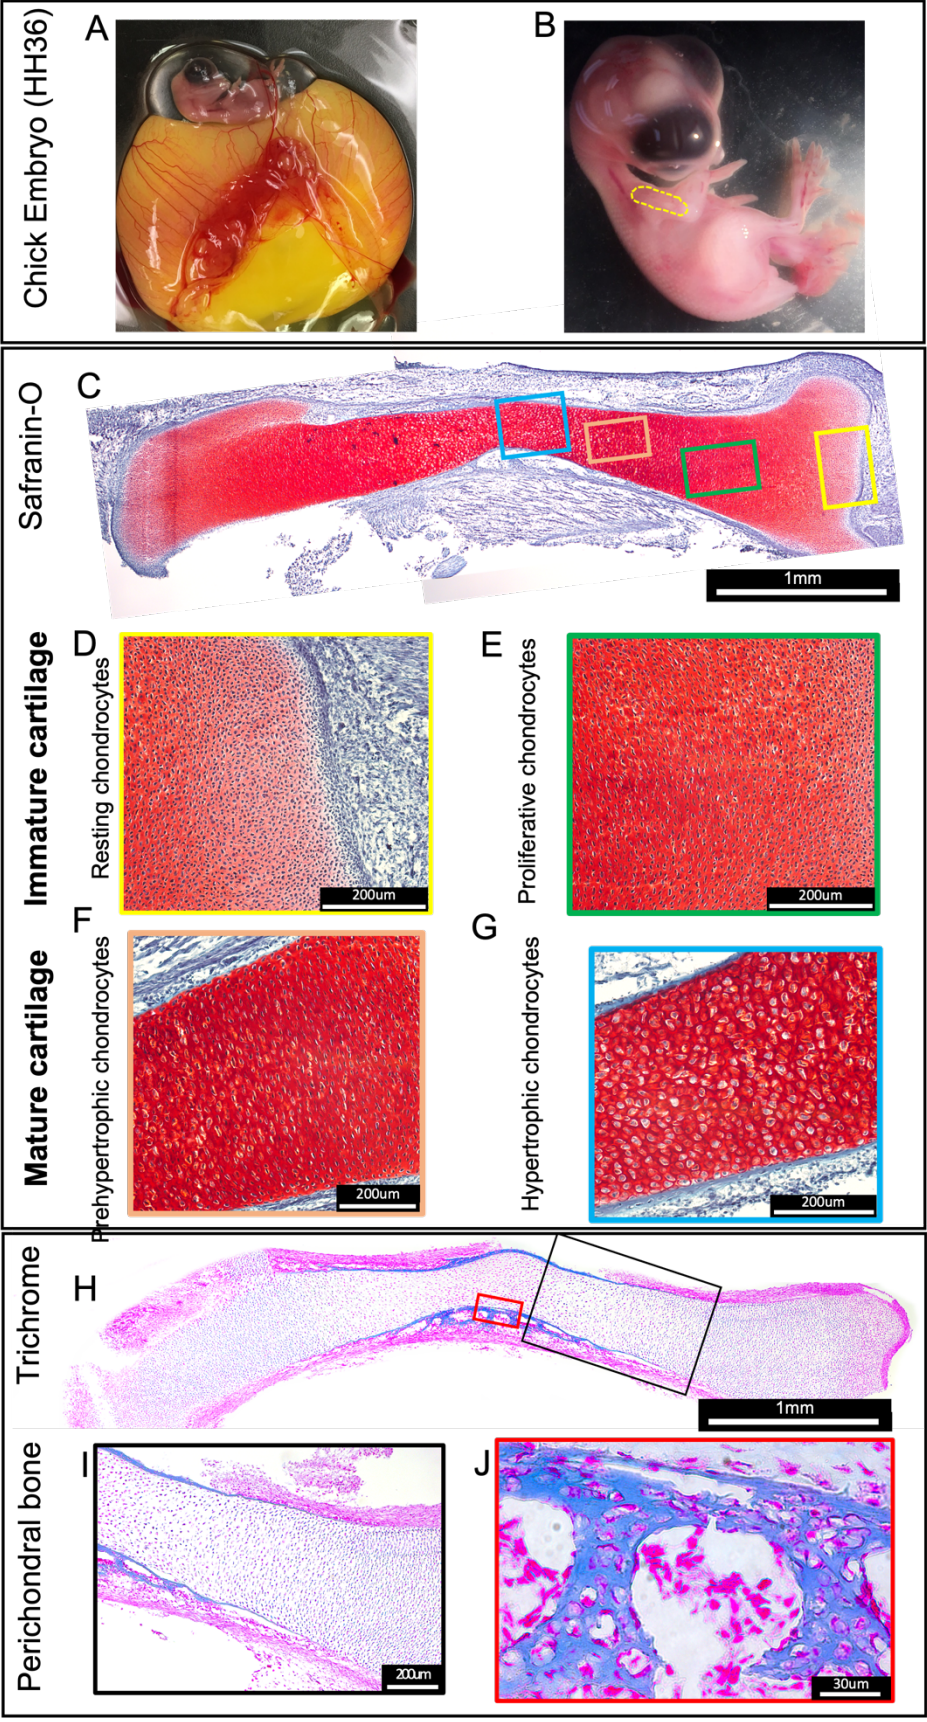 Chick Embryo (HH36)
A
B
Safranin-O
C
1mm
Immature cartilage
D
Resting chondrocytes
200um
E
Proliferative chondrocytes
200um
Mature cartilage
F
Prehypertrophic chondrocytes
200um
G
Hypertrophic chondrocytes
200um
Trichrome
H
1mm
Perichondral bone
I
200um
J
30um